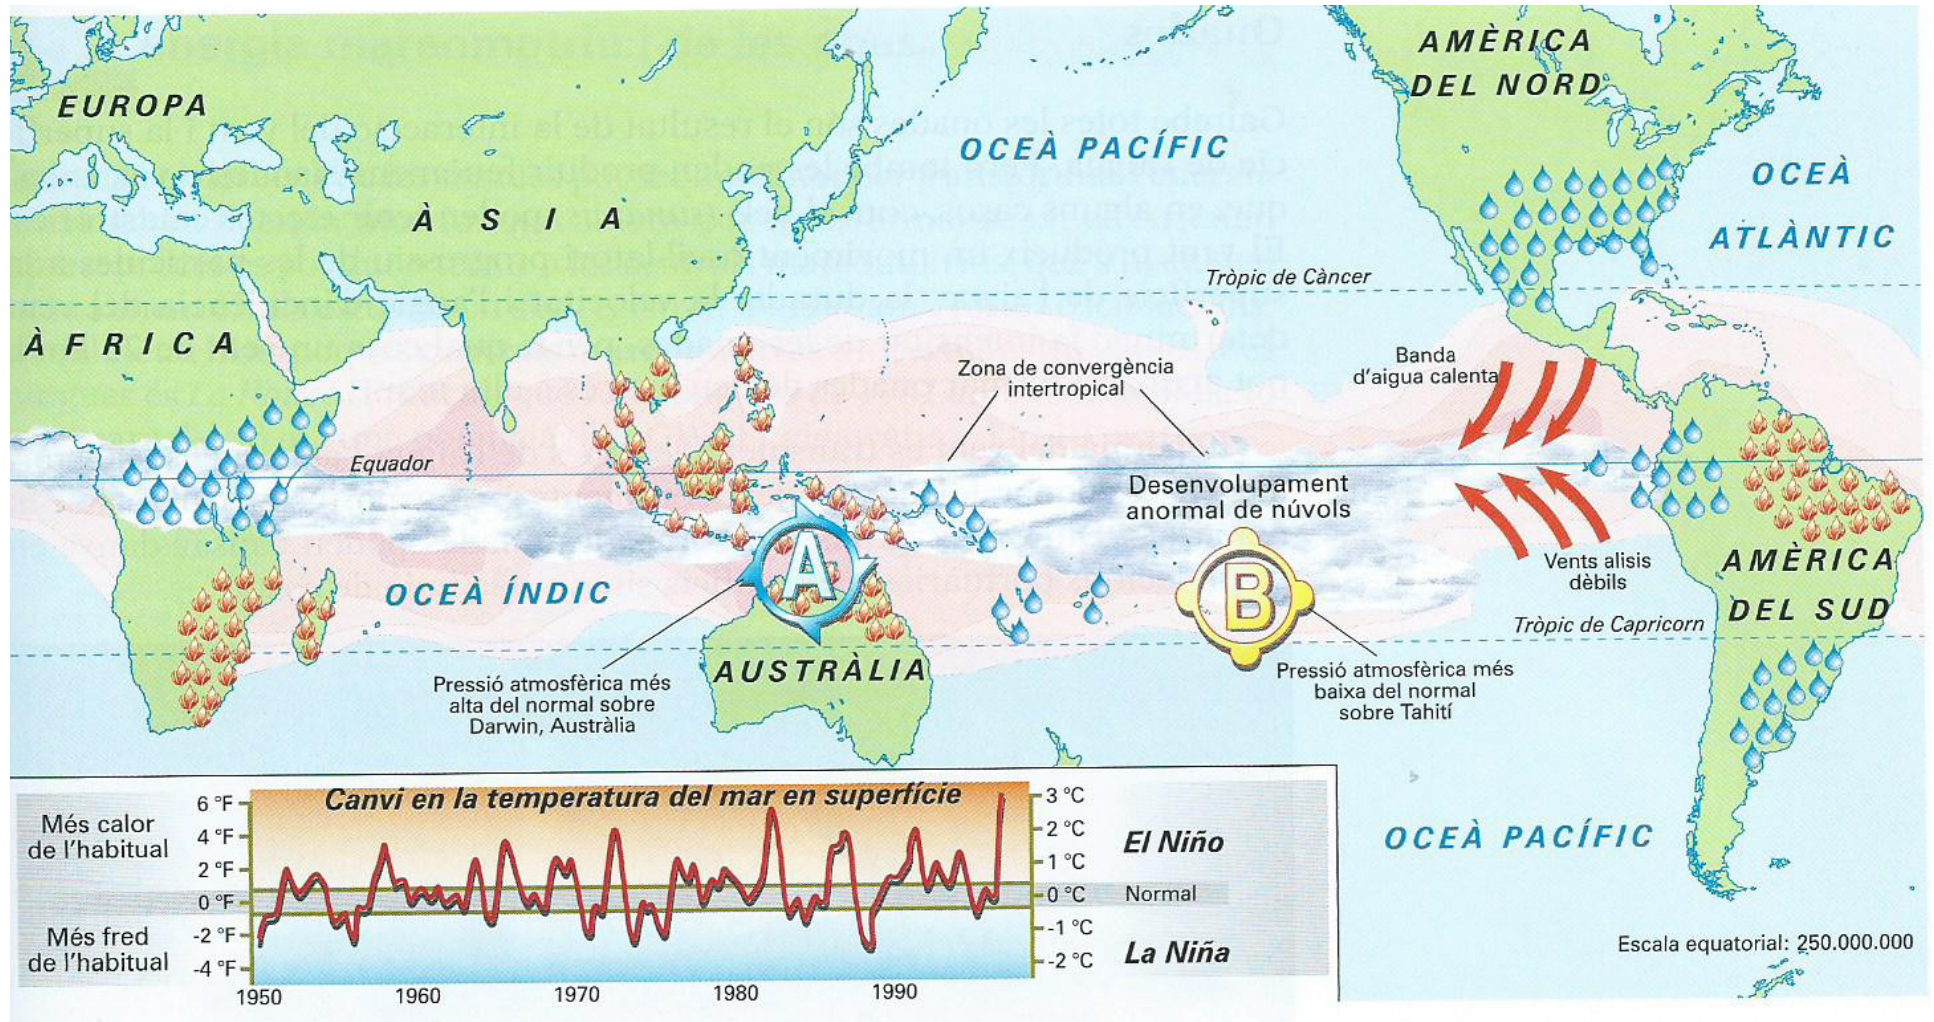 AMÈRICA
DEL NORD
EUROPA
OCEÀ PACÍFIC
OCEÀ
ATLÀNTIC
ÀSIA
Tròpic de Càncer
ÀFRICA
Zona de convergència
intertropical
Banda
d'aigua calenta
Equador
Desenvolupament
anormal de núvols
A
B
OCEÀ ÍNDIC
Vents alisis
dèbils
AMÈRICA
DEL SUD
Tròpic de Capricorn
AUSTRÀLIA
Pressió atmosfèrica més
alta del normal sobre
Darwin, Austràlia
Pressió atmosfèrica més
baixa del normal
sobre Tahití
OCEÀ PACÍFIC
Escala equatorial: 250.000.000
Canvi en la temperatura del mar en superfície
Més calor
de l'habitual
Més fred
de l'habitual
6 °F
4 °F
2 °F
0 °F
-2 °F
-4 °F
3 °C
2 °C
1 °C
0 °C
-1 °C
-2 °C
El Niño
Normal
La Niña
1950
1960
1970
1980
1990